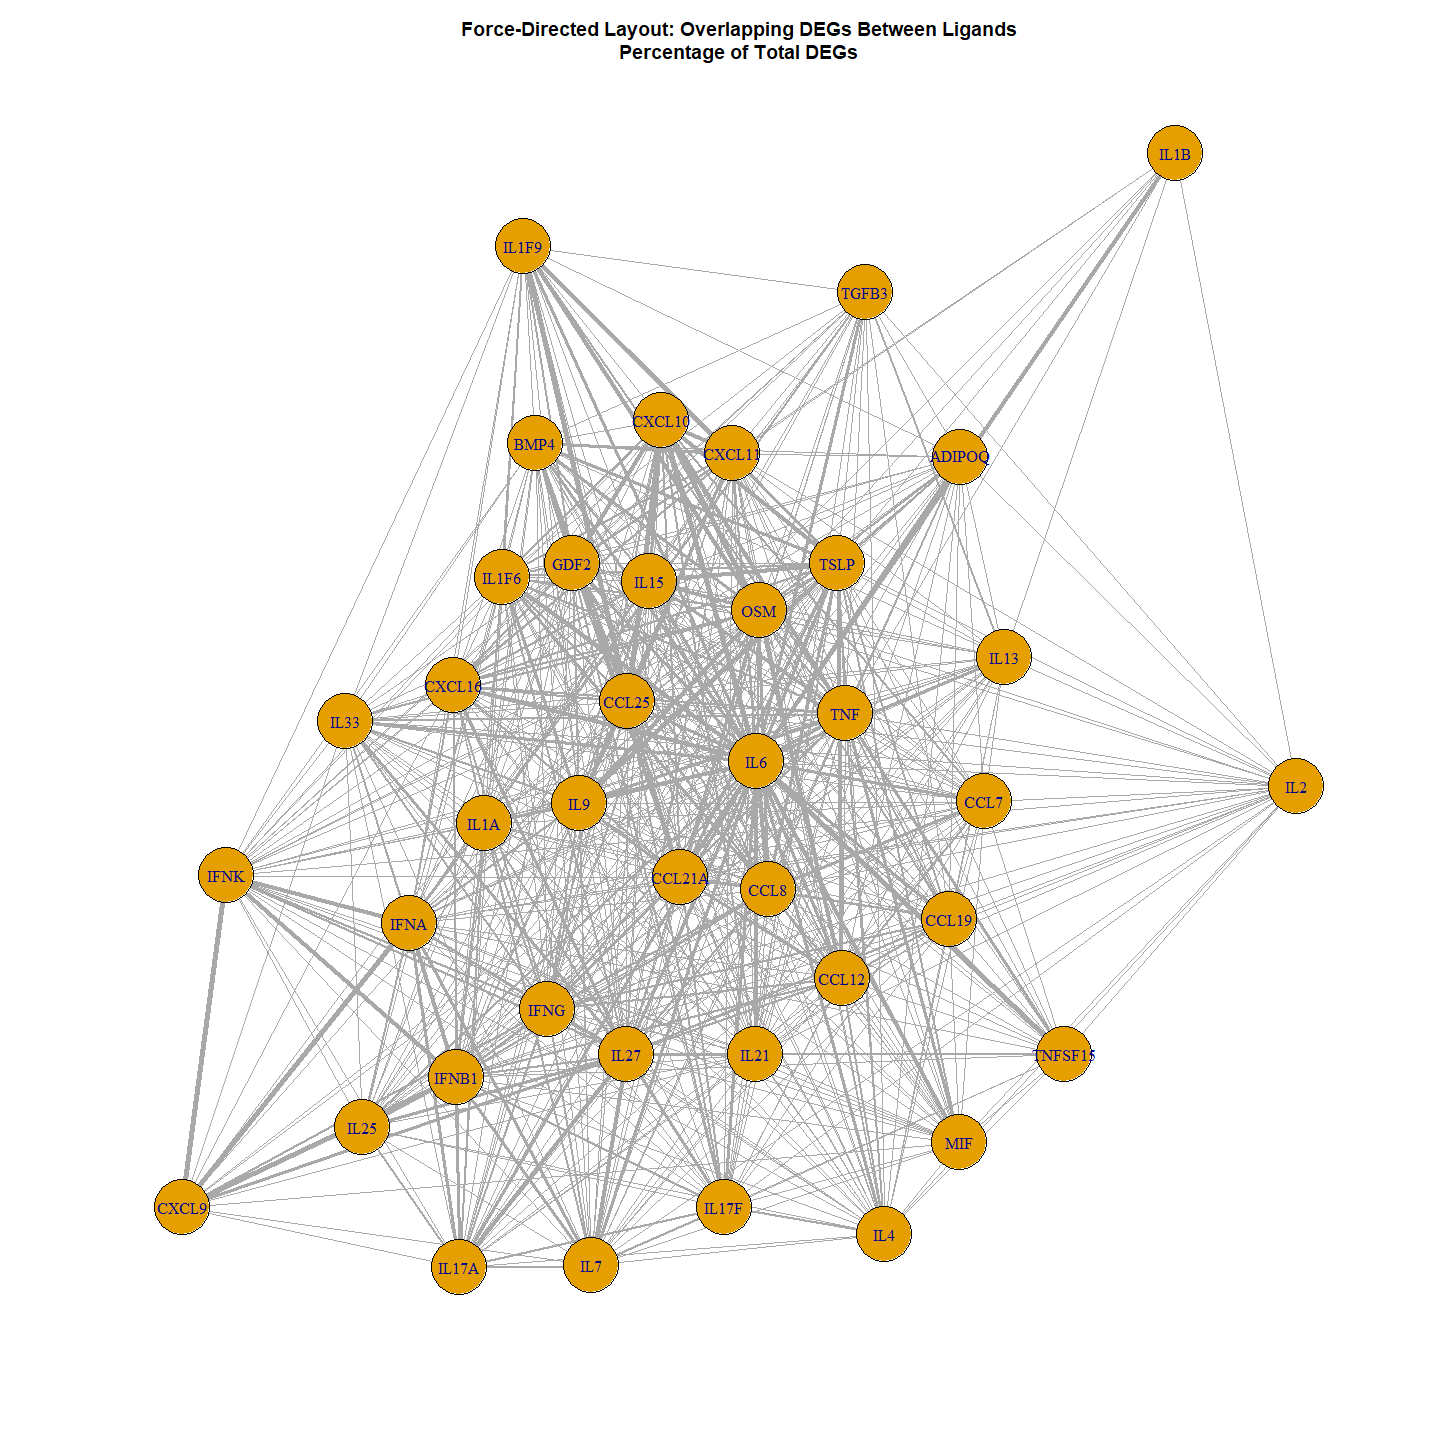 Force-Directed Layout: Overlapping DEGs Between Ligands
Percentage of Total DEGs
IL1B
IL1F9
TGFB3
CXCL10
BMP4
CXCL11
ADIPOQ
GDF2
TSLP
IL1F6
IL15
OSM
IL13
CXCL16
CCL25
TNF
IL33
IL6
IL2
CCL7
IL9
IL1A
IFNK
CCL21A
CCL8
IFNA
CCL19
CCL12
IFNG
IL27
IL21
TNFSF15
IFNB1
IL25
MIF
CXCL9
IL17F
IL4
IL17A
IL7